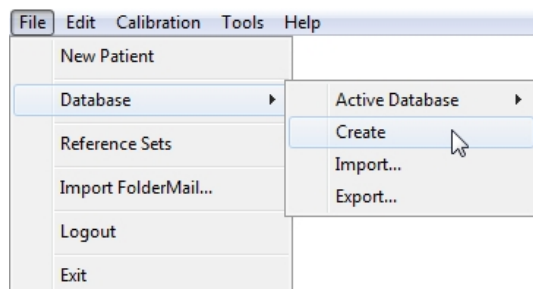 File Edit Calibration Tools Help
New Patient
Database
Reference Sets
Import FolderMail...
Logout
Exit
Active Database
Create
Import...
Export...